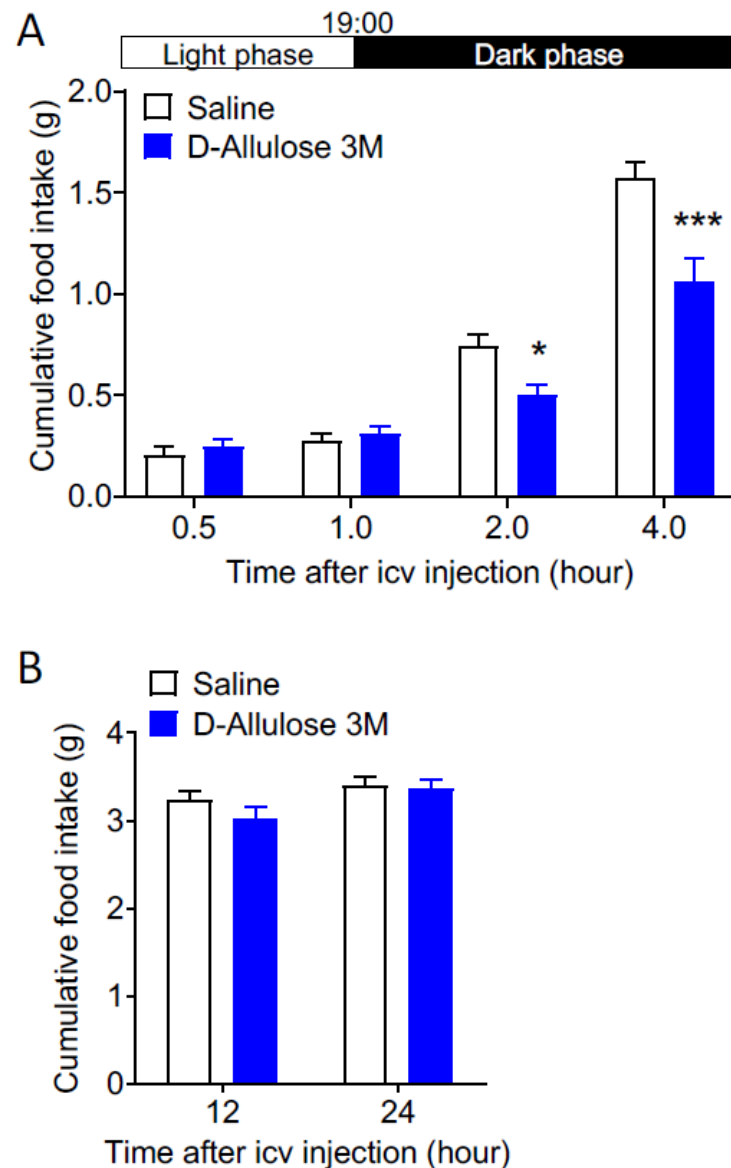 A
19:00
Light phase
Dark phase
Saline
D-Allulose 3M
Cumulative food intake (g)
2.0
1.5
1.0
0.5
0.0
*
***
0.5 1.0 2.0 4.0
Time after icv injection (hour)
B
Saline
D-Allulose 3M
Cumulative food intake (g)
4
3
2
1
0
12 24
Time after icv injection (hour)